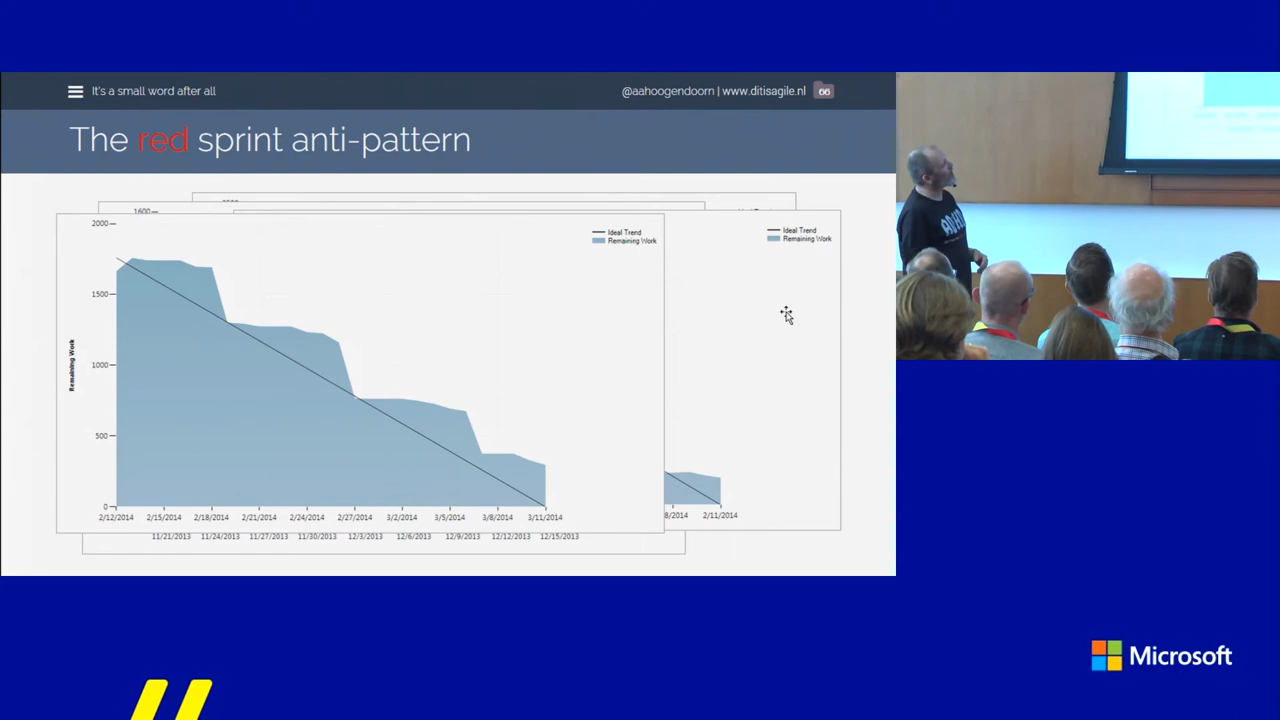 It's a small word after all
@aahoogendoorn | www.ditisagile.nl
66
The red sprint anti-pattern
1600
2000
1500
1000
500
0
Remaining Work
Ideal Trend
Remaining Work
Ideal Trend
Remaining Work
2/12/2014 2/15/2014 2/18/2014 2/21/2014 2/24/2014 2/27/2014 3/2/2014 3/5/2014 3/8/2014 3/11/2014
8/2014 2/11/2014
11/21/2013 11/24/2013 11/27/2013 11/30/2013 12/3/2013 12/6/2013 12/9/2013 12/12/2013 12/15/2013
ADHD
Microsoft